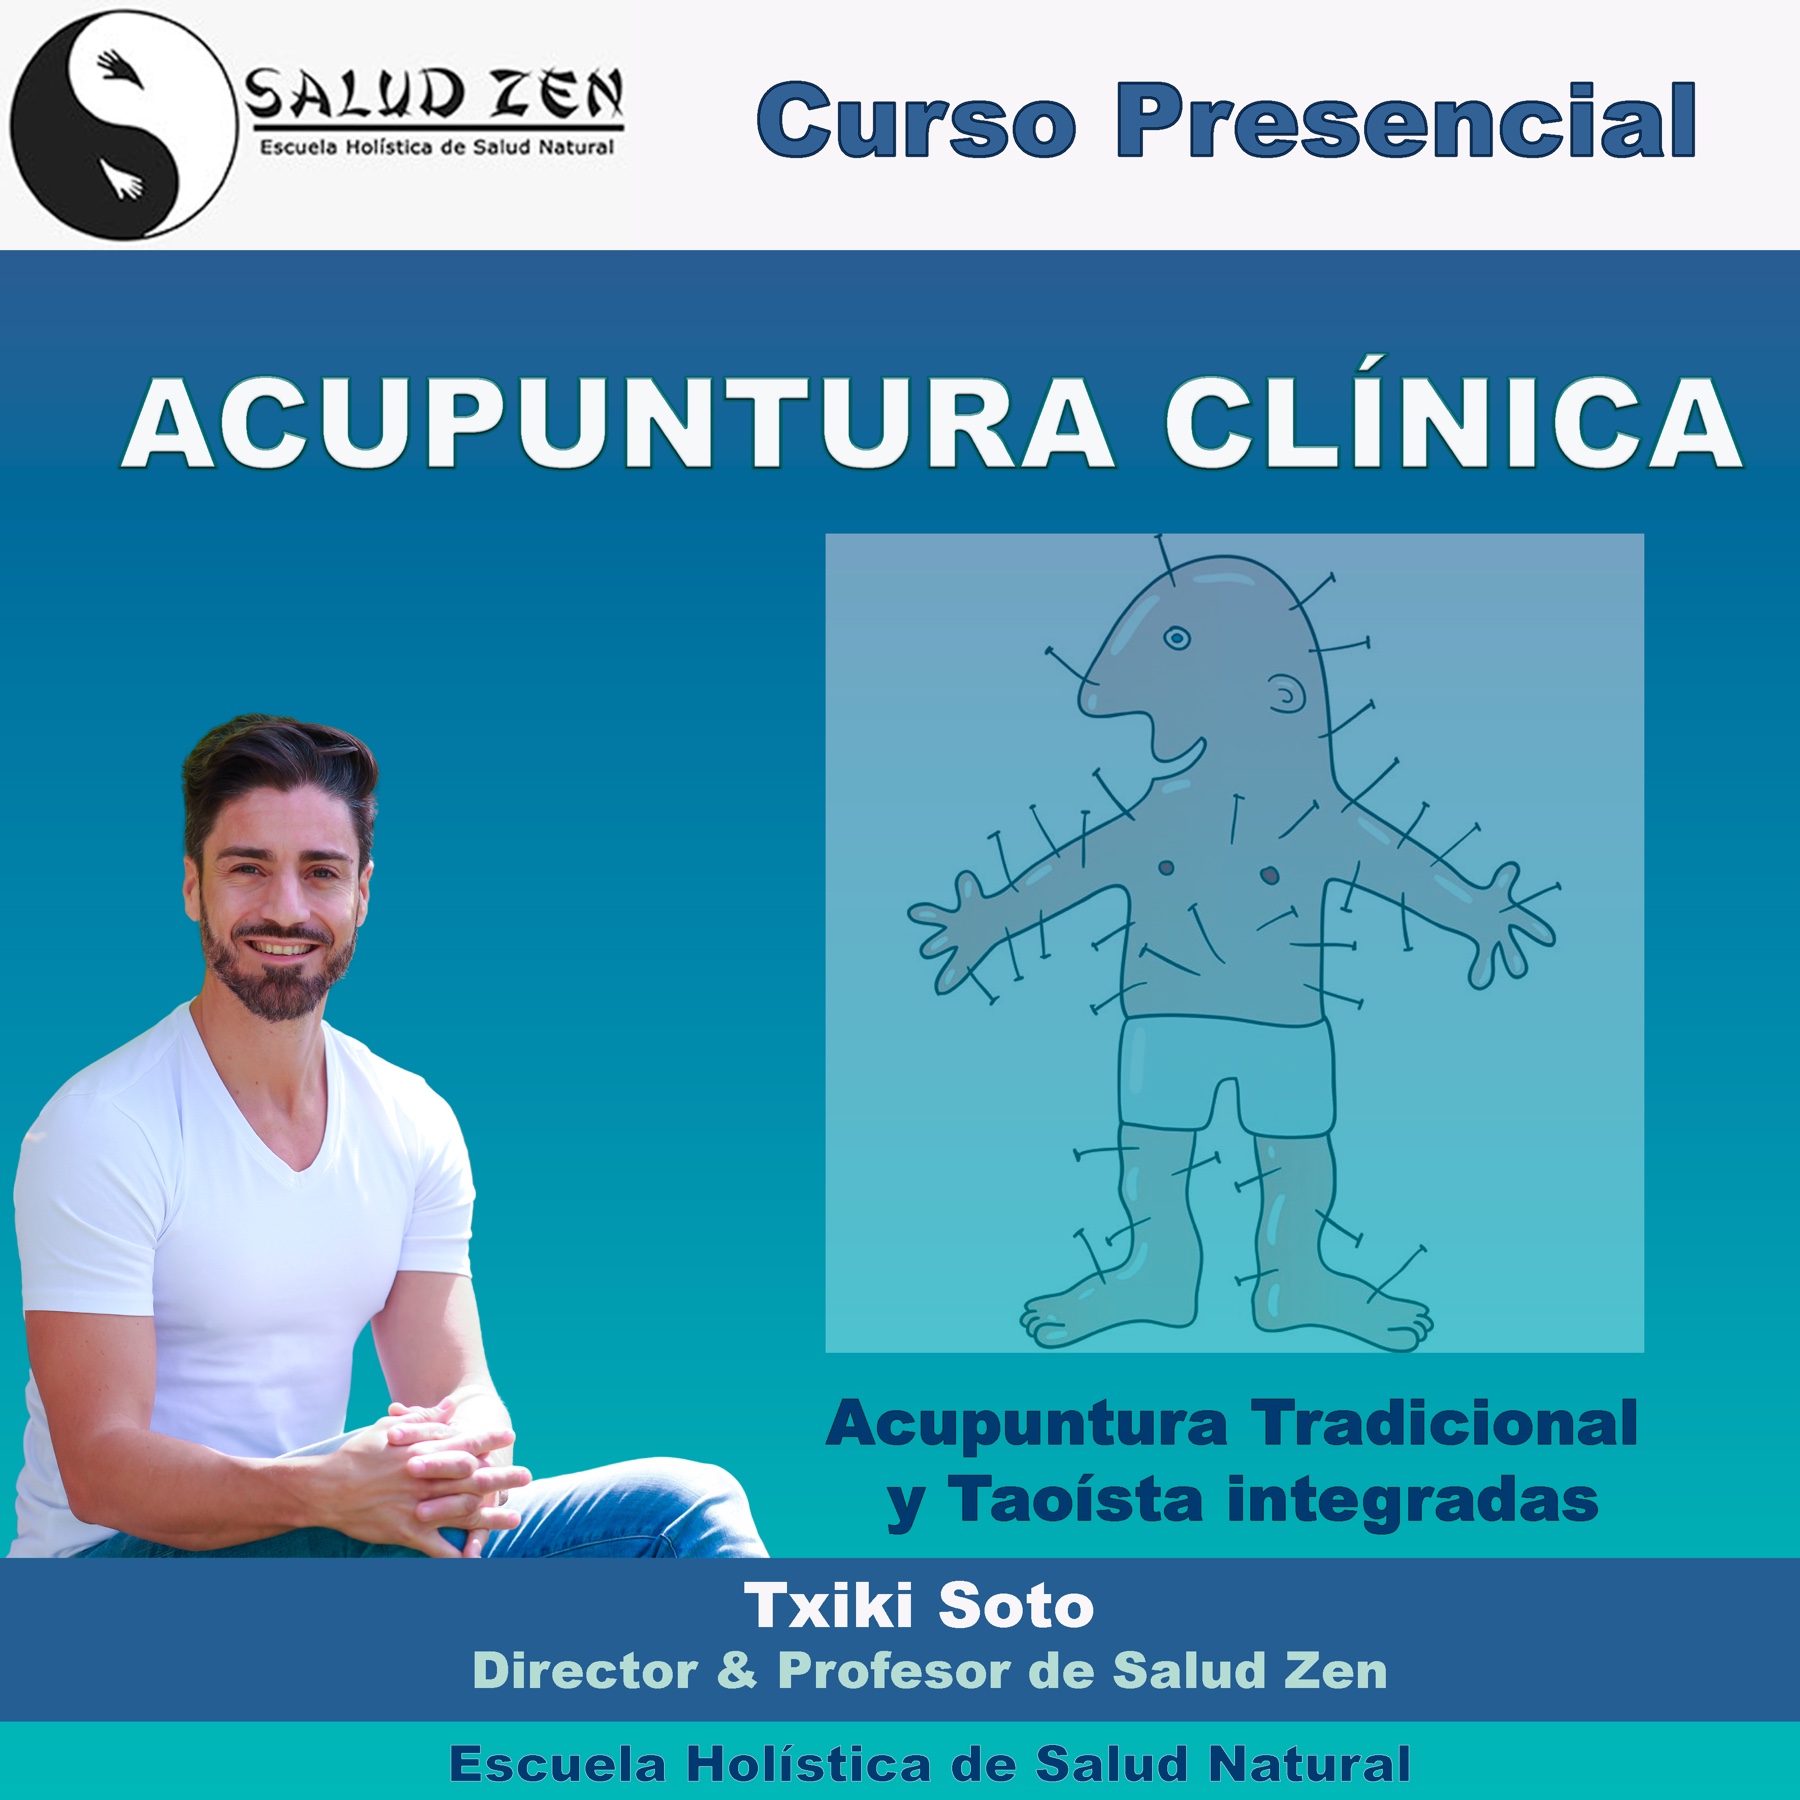 SALUD ZEN
Escuela Holística de Salud Natural
Curso Presencial
ACUPUNTURA CLÍNICA
Acupuntura Tradicional
y Taoísta integradas
Txiki Soto
Director & Profesor de Salud Zen
Escuela Holística de Salud Natural